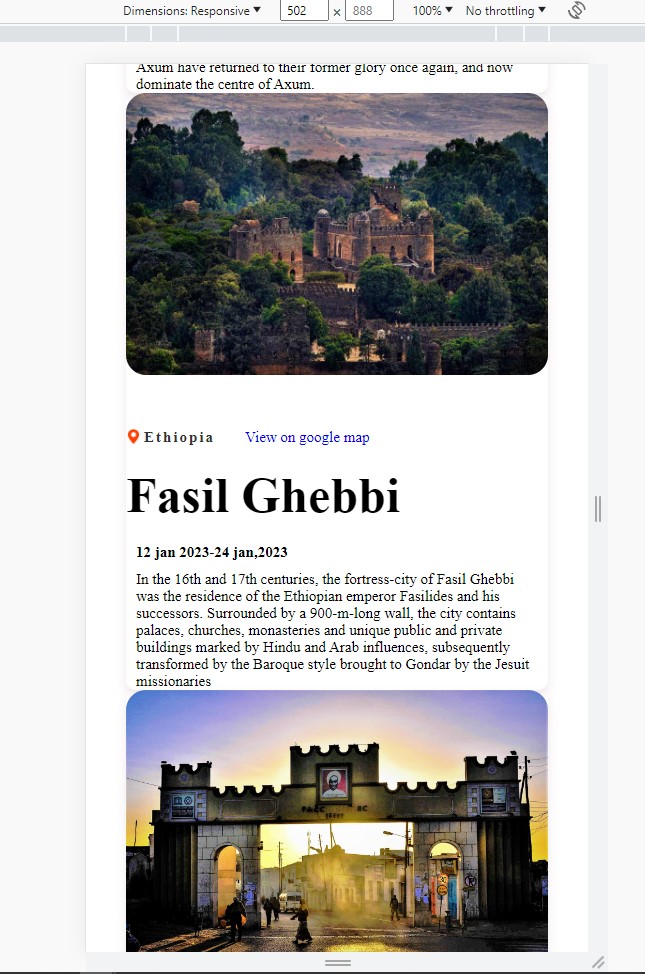 Dimensions: Responsive ▼ 502 × 888 100% ▼ No throttling ▼
Axum have returned to their former glory once again, and now
dominate the centre of Axum.
Ethiopia View on google map
Fasil Ghebbi
12 jan 2023-24 jan,2023
In the 16th and 17th centuries, the fortress-city of Fasil Ghebbi
was the residence of the Ethiopian emperor Fasilides and his
successors. Surrounded by a 900-m-long wall, the city contains
palaces, churches, monasteries and unique public and private
buildings marked by Hindu and Arab influences, subsequently
transformed by the Baroque style brought to Gondar by the Jesuit
missionaries